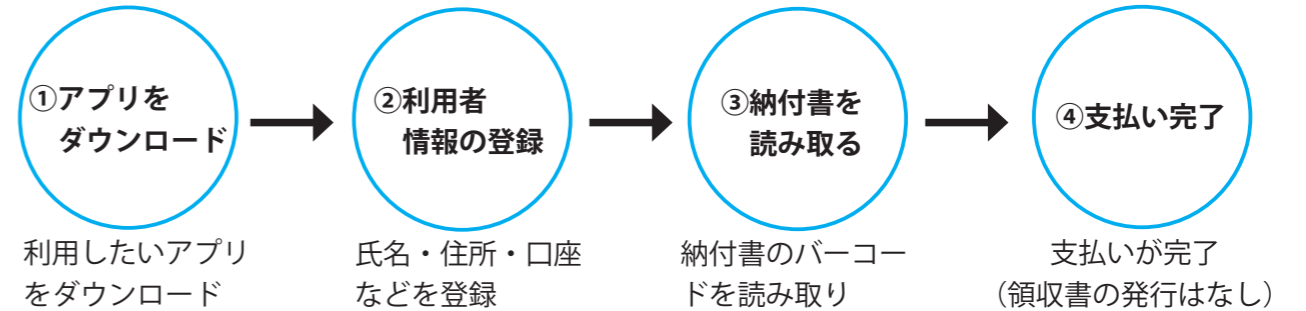 ①アプリを
ダウンロード
利用したいアプリ
をダウンロード
②利用者
情報の登録
氏名・住所・口座
などを登録
③納付書を
読み取る
納付書のバーコー
ドを読み取り
④支払い完了
支払いが完了
（領収書の発行はなし）